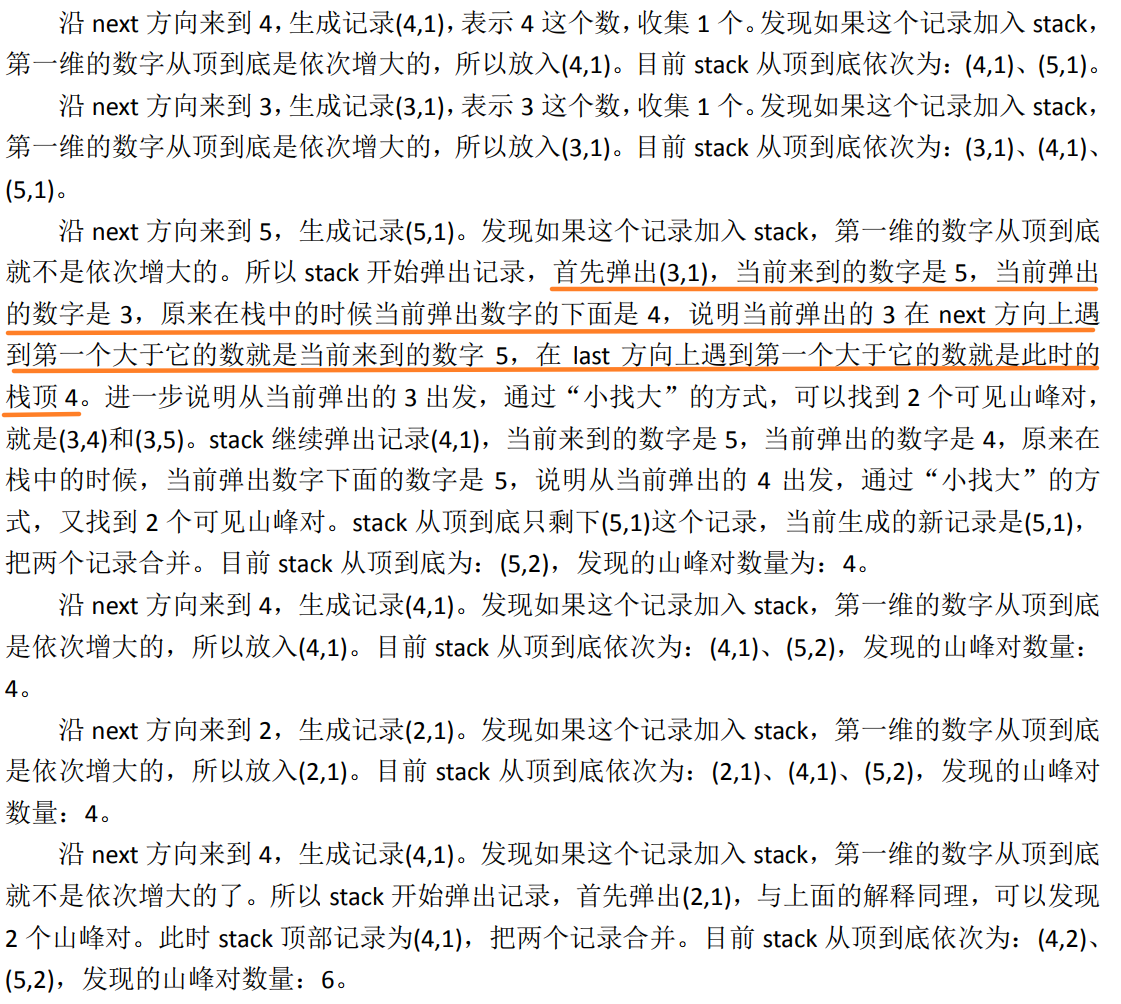 沿 next 方向来到 4，生成记录(4,1)，表示 4 这个数，收集 1 个。发现如果这个记录加入 stack，
第一维的数字从顶到底是依次增大的，所以放入(4,1)。目前 stack 从顶到底依次为：(4,1)、(5,1)。
沿 next 方向来到 3，生成记录(3,1)，表示 3 这个数，收集 1 个。发现如果这个记录加入 stack，
第一维的数字从顶到底是依次增大的，所以放入(3,1)。目前 stack 从顶到底依次为：(3,1)、(4,1)、
(5,1)。
沿 next 方向来到 5，生成记录(5,1)。发现如果这个记录加入 stack，第一维的数字从顶到底
就不是依次增大的。所以 stack 开始弹出记录，首先弹出(3,1)，当前来到的数字是 5，当前弹出
的数字是 3，原来在栈中的时候当前弹出数字的下面是 4，说明当前弹出的 3 在 next 方向上遇
到第一个大于它的数就是当前来到的数字 5，在 last 方向上遇到第一个大于它的数就是此时的
栈顶 4。进一步说明从当前弹出的 3 出发，通过“小找大”的方式，可以找到 2 个可见山峰对，
就是(3,4)和(3,5)。stack 继续弹出记录(4,1)，当前来到的数字是 5，当前弹出的数字是 4，原来在
栈中的时候，当前弹出数字下面的数字是 5，说明从当前弹出的 4 出发，通过“小找大”的方
式，又找到 2 个可见山峰对。stack 从顶到底只剩下(5,1)这个记录，当前生成的新记录是(5,1)，
把两个记录合并。目前 stack 从顶到底为：(5,2)，发现的山峰对数量为：4。
沿 next 方向来到 4，生成记录(4,1)。发现如果这个记录加入 stack，第一维的数字从顶到底
是依次增大的，所以放入(4,1)。目前 stack 从顶到底依次为：(4,1)、(5,2)，发现的山峰对数量：
4。
沿 next 方向来到 2，生成记录(2,1)。发现如果这个记录加入 stack，第一维的数字从顶到底
是依次增大的，所以放入(2,1)。目前 stack 从顶到底依次为：(2,1)、(4,1)、(5,2)，发现的山峰对
数量：4。
沿 next 方向来到 4，生成记录(4,1)。发现如果这个记录加入 stack，第一维的数字从顶到底
就不是依次增大的了。所以 stack 开始弹出记录，首先弹出(2,1)，与上面的解释同理，可以发现
2 个山峰对。此时 stack 顶部记录为(4,1)，把两个记录合并。目前 stack 从顶到底依次为：(4,2)、
(5,2)，发现的山峰对数量：6。